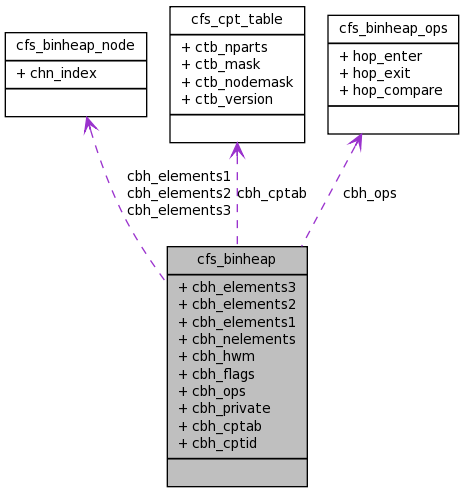 cfs_binheap_node
+ chn_index
cfs_cpt_table
+ ctb_nparts
+ ctb_mask
+ ctb_nodemask
+ ctb_version
cfs_binheap_ops
+ hop_enter
+ hop_exit
+ hop_compare
cbh_elements1
cbh_elements2
cbh_elements3
cbh_cptab
cbh_ops
cfs_binheap
+ cbh_elements3
+ cbh_elements2
+ cbh_elements1
+ cbh_nelements
+ cbh_hwm
+ cbh_flags
+ cbh_ops
+ cbh_private
+ cbh_cptab
+ cbh_cptid